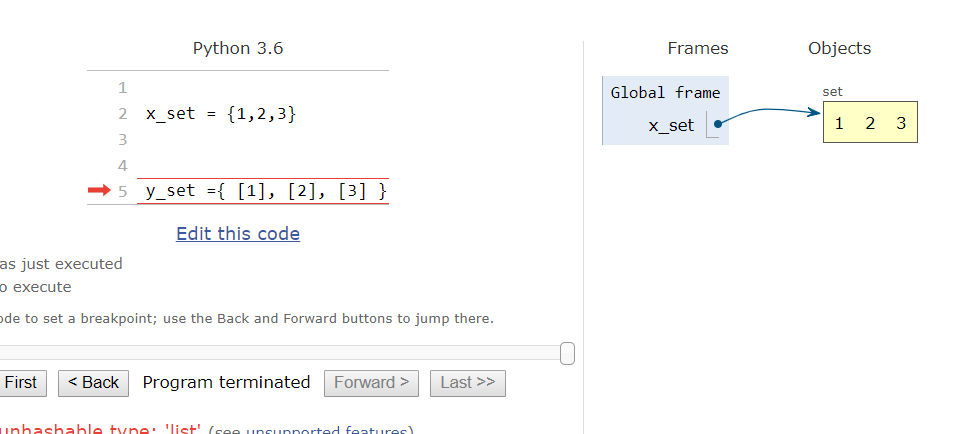 Python 3.6
1
2 x_set = {1,2,3}
3
4
5 y_set ={ [1], [2], [3] }
Edit this code
as just executed
o execute
ode to set a breakpoint; use the Back and Forward buttons to jump there.
First < Back Program terminated Forward > Last >>
unhashable type: 'list' (see unsupported features)
Frames Objects
Global frame
x_set
set
1 2 3